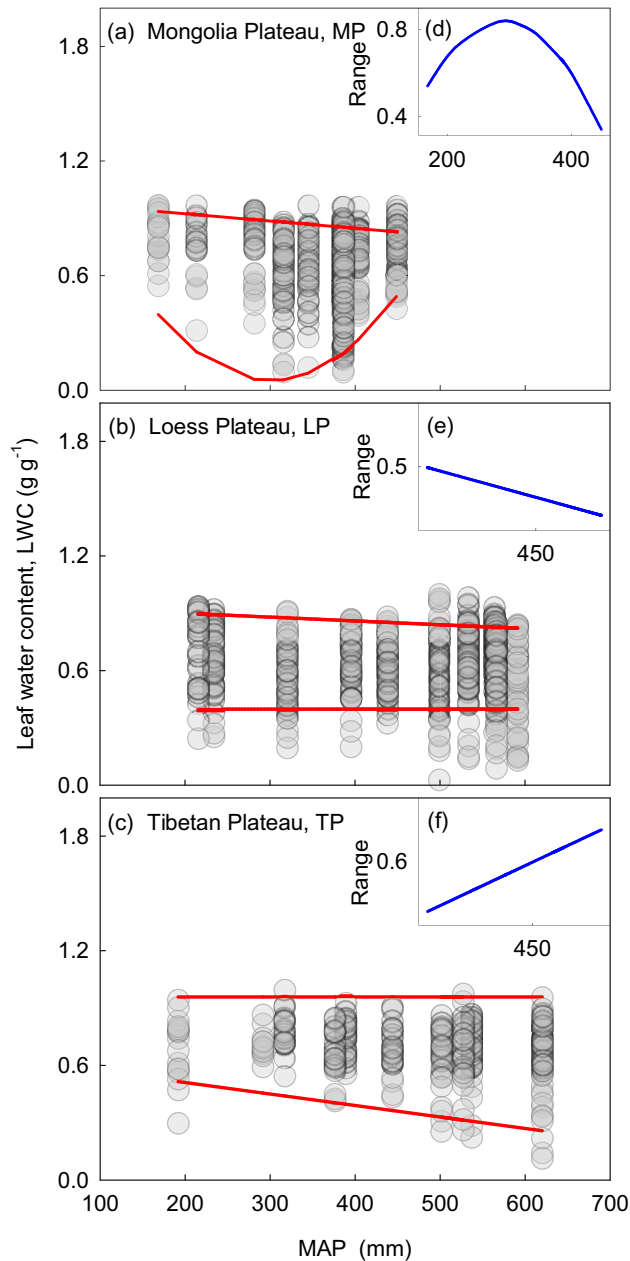 (a) Mongolia Plateau, MP
(d)
Range
0.8
0.4
200 400
1.8
1.2
0.6
0.0
(b) Loess Plateau, LP
(e)
Range
0.5
450
1.8
1.2
0.6
0.0
(c) Tibetan Plateau, TP
(f)
Range
0.6
450
1.8
1.2
0.6
0.0
Leaf water content, LWC (g g⁻¹)
100 200 300 400 500 600 700
MAP (mm)